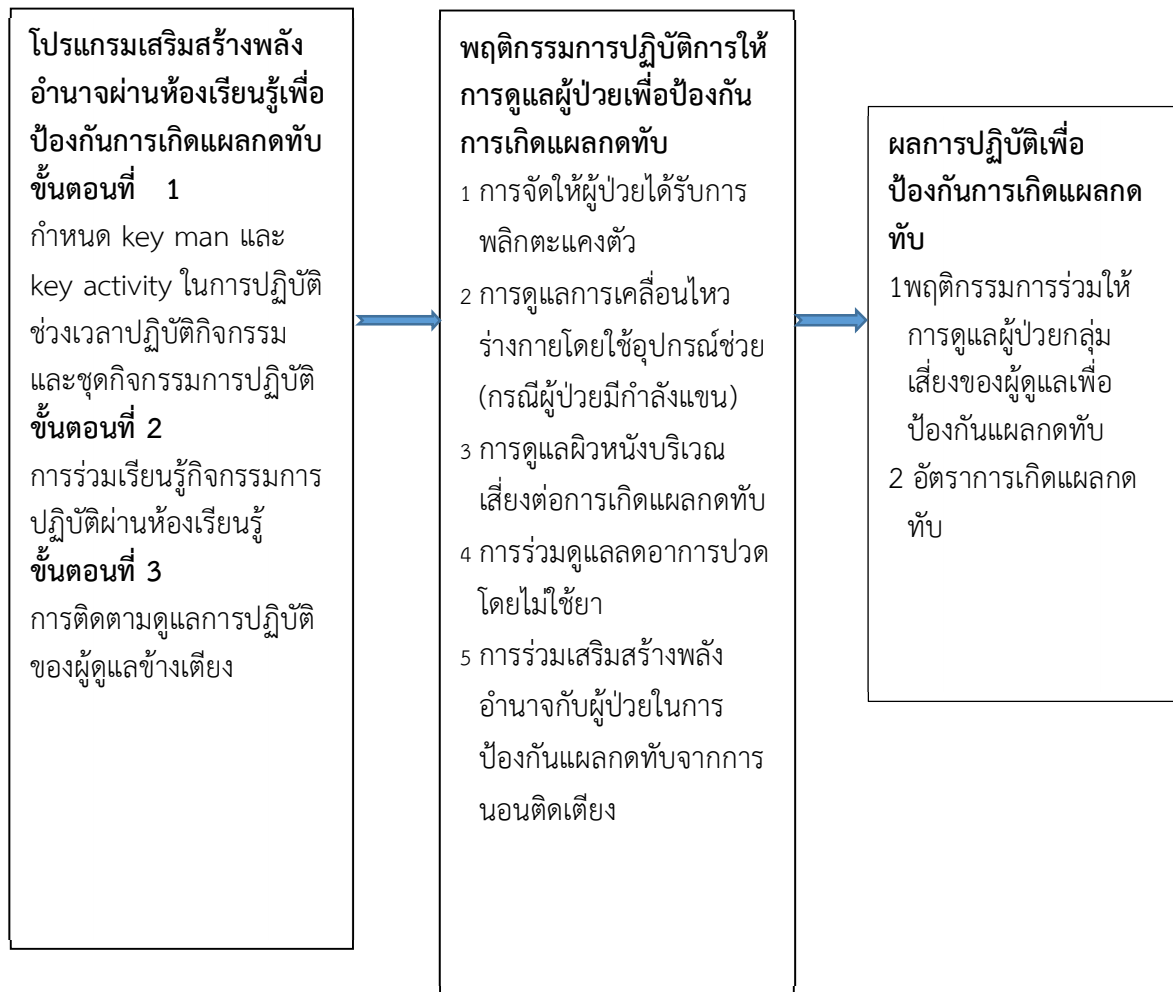 โปรแกรมเสริมสร้างพลัง
อำนาจผ่านห้องเรียนรู้เพื่อ
ป้องกันการเกิดแผลกดทับ
ขั้นตอนที่ 1
กำหนด key man และ
key activity ในการปฏิบัติ
ช่วงเวลาปฏิบัติกิจกรรม
และชุดกิจกรรมการปฏิบัติ
ขั้นตอนที่ 2
การร่วมเรียนรู้กิจกรรมการ
ปฏิบัติผ่านห้องเรียนรู้
ขั้นตอนที่ 3
การติดตามดูแลการปฏิบัติ
ของผู้ดูแลข้างเตียง
พฤติกรรมการปฏิบัติการให้
การดูแลผู้ป่วยเพื่อป้องกัน
การเกิดแผลกดทับ
1 การจัดให้ผู้ป่วยได้รับการ
พลิกตะแคงตัว
2 การดูแลการเคลื่อนไหว
ร่างกายโดยใช้อุปกรณ์ช่วย
(กรณีผู้ป่วยมีกำลังแขน)
3 การดูแลผิวหนังบริเวณ
เสี่ยงต่อการเกิดแผลกดทับ
4 การร่วมดูแลลดอาการปวด
โดยไม่ใช้ยา
5 การร่วมเสริมสร้างพลัง
อำนาจกับผู้ป่วยในการ
ป้องกันแผลกดทับจากการ
นอนติดเตียง
ผลการปฏิบัติเพื่อ
ป้องกันการเกิดแผลกด
ทับ
1พฤติกรรมการร่วมให้
การดูแลผู้ป่วยกลุ่ม
เสี่ยงของผู้ดูแลเพื่อ
ป้องกันแผลกดทับ
2 อัตราการเกิดแผลกด
ทับ